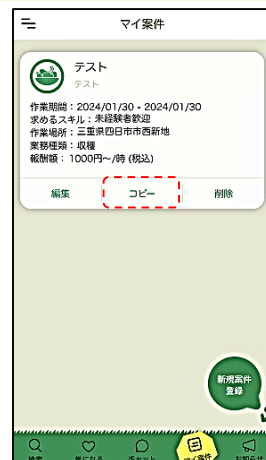 マイ案件
テスト
テスト
作業期間：2024/01/30 - 2024/01/30
求めるスキル：未経験者歓迎
作業場所：三重県四日市市西新地
業務種類：収穫
報酬額： 1000円～/時 (税込)
編集 コピー 削除
新規案件
登録
検索 気になる チャット マイ案件 お知らせ